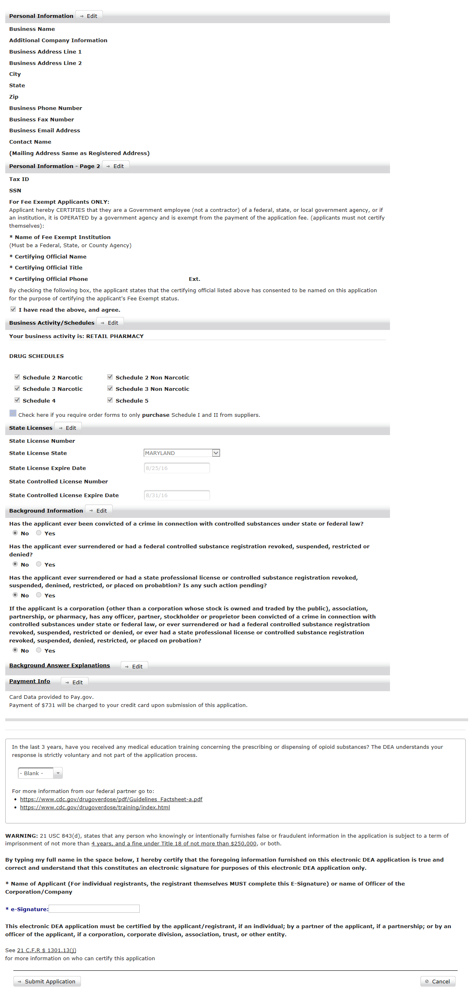 Personal Information Edit
Business Name
Additional Company Information
Business Address Line 1
Business Address Line 2
City
State
Zip
Business Phone Number
Business Fax Number
Business Email Address
Contact Name
(Mailing Address Same as Registered Address)
Personal Information - Page 2 Edit
Tax ID
SSN
For Fee Exempt Applicants ONLY:
Applicant hereby CERTIFIES that they are a Government employee (not a contractor) of a federal, state, or local government agency, or if
an institution, it is OPERATED by a government agency and is exempt from the payment of the application fee. (applicants must not certify
themselves):
* Name of Fee Exempt Institution
(Must be a Federal, State, or County Agency)
* Certifying Official Name
* Certifying Official Title
* Certifying Official Phone Ext.
By checking the following box, the applicant states that the certifying official listed above has consented to be named on this application
for the purpose of certifying the applicant's Fee Exempt status.
I have read the above, and agree.
Business Activity/Schedules Edit
Your business activity is: RETAIL PHARMACY
DRUG SCHEDULES
Schedule 2 Narcotic Schedule 2 Non Narcotic
Schedule 3 Narcotic Schedule 3 Non Narcotic
Schedule 4 Schedule 5
Check here if you require order forms to only purchase Schedule I and II from suppliers.
State Licenses Edit
State License Number
State License State MARYLAND
State License Expire Date 8/25/16
State Controlled License Number
State Controlled License Expire Date 8/31/16
Background Information Edit
Has the applicant ever been convicted of a crime in connection with controlled substances under state or federal law?
No Yes
Has the applicant ever surrendered or had a federal controlled substance registration revoked, suspended, restricted or
denied?
No Yes
Has the applicant ever surrendered or had a state professional license or controlled substance registration revoked,
suspended, denined, restricted, or placed on probabtion? Is any such action pending?
No Yes
If the applicant is a corporation (other than a corporation whose stock is owned and traded by the public), association,
partnership, or pharmacy, has any officer, partner, stockholder or proprietor been convicted of a crime in connection with
controlled substances under state or federal law, or ever surrendered or had a federal controlled substance registration
revoked, suspended, restricted or denied, or ever had a state professional license or controlled substance registration
revoked, suspended, denied, restricted, or placed on probation?
No Yes
Background Answer Explanations Edit
Payment Info Edit
Card Data provided to Pay.gov.
Payment of $731 will be charged to your credit card upon submission of this application.
In the last 3 years, have you received any medical education training concerning the prescribing or dispensing of opioid substances? The DEA understands your
response is strictly voluntary and not part of the application process.
- Blank -
For more information from our federal partner go to:
• https://www.cdc.gov/drugoverdose/pdf/Guidelines_Factsheet-a.pdf
• https://www.cdc.gov/drugoverdose/training/index.html
WARNING: 21 USC 843(d), states that any person who knowingly or intentionally furnishes false or fraudulent information in the application is subject to a term of
imprisonment of not more than 4 years, and a fine under Title 18 of not more than $250,000, or both.
By typing my full name in the space below, I hereby certify that the foregoing information furnished on this electronic DEA application is true and
correct and understand that this constitutes an electronic signature for purposes of this electronic DEA application only.
* Name of Applicant (For individual registrants, the registrant themselves MUST complete this E-Signature) or name of Officer of the
Corporation/Company
* e-Signature:
This electronic DEA application must be certified by the applicant/registrant, if an individual; by a partner of the applicant, if a partnership; or by an
officer of the applicant, if a corporation, corporate division, association, trust, or other entity.
See 21 C.F.R $ 1301.13(j)
for more information on who can certify this application
Submit Application Cancel